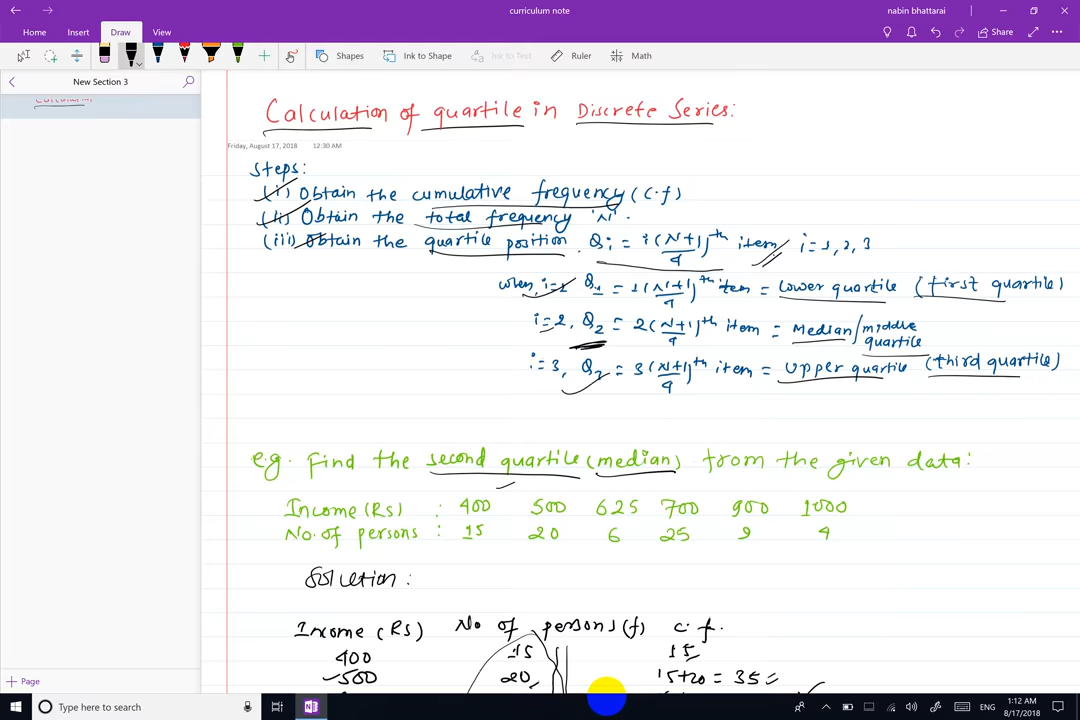 curriculum note
nabin bhattarai
Home Insert Draw View
Share
Shapes Ink to Shape Ink to Text Ruler Math
New Section 3
Calculation of quartile in Discrete Series:
Friday, August 17, 2018 12:30 AM
Steps:
(i) Obtain the cumulative frequency (c.f)
(ii) Obtain the total frequency 'N'.
(iii) Obtain the quartile position. Qi = i(N+1/4)th item i=1,2,3
when, i=1 Q1 = 1(N+1/4)th item = Lower quartile (first quartile)
i=2, Q2 = 2(N+1/4)th item = Median/middle quartile
i=3, Q3 = 3(N+1/4)th item = Upper quartile (third quartile)
e.g. Find the second quartile (median) from the given data:
Income (Rs) : 400 500 625 700 900 1000
No. of persons : 15 20 6 25 9 4
Solution:
Income (Rs) No of persons (f) c.f.
400 15 15
500 20 15+20 = 35
Page
Type here to search
ENG
1:12 AM
8/17/2018